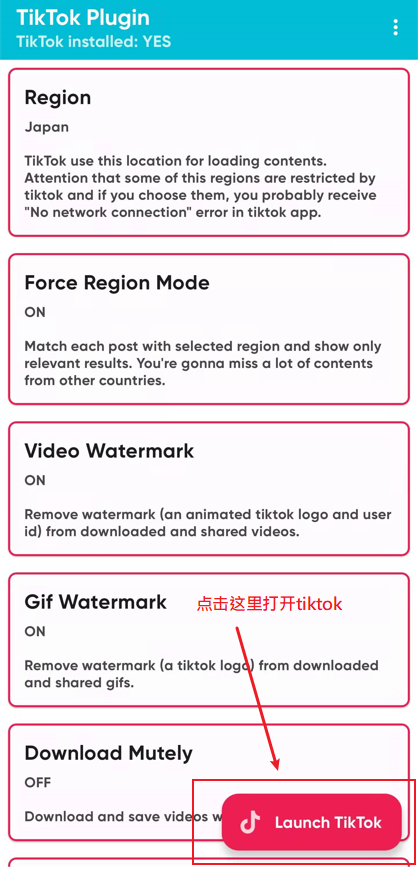 TikTok Plugin
TikTok installed: YES
Region
Japan
TikTok use this location for loading contents.
Attention that some of this regions are restricted by
tiktok and if you choose them, you probably receive
"No network connection" error in tiktok app.
Force Region Mode
ON
Match each post with selected region and show only
relevant results. You're gonna miss a lot of contents
from other countries.
Video Watermark
ON
Remove watermark (an animated tiktok logo and user
id) from downloaded and shared videos.
Gif Watermark
点击这里打开tiktok
ON
Remove watermark (a tiktok logo) from downloaded
and shared gifs.
Download Mutely
OFF
Download and save videos
Launch TikTok